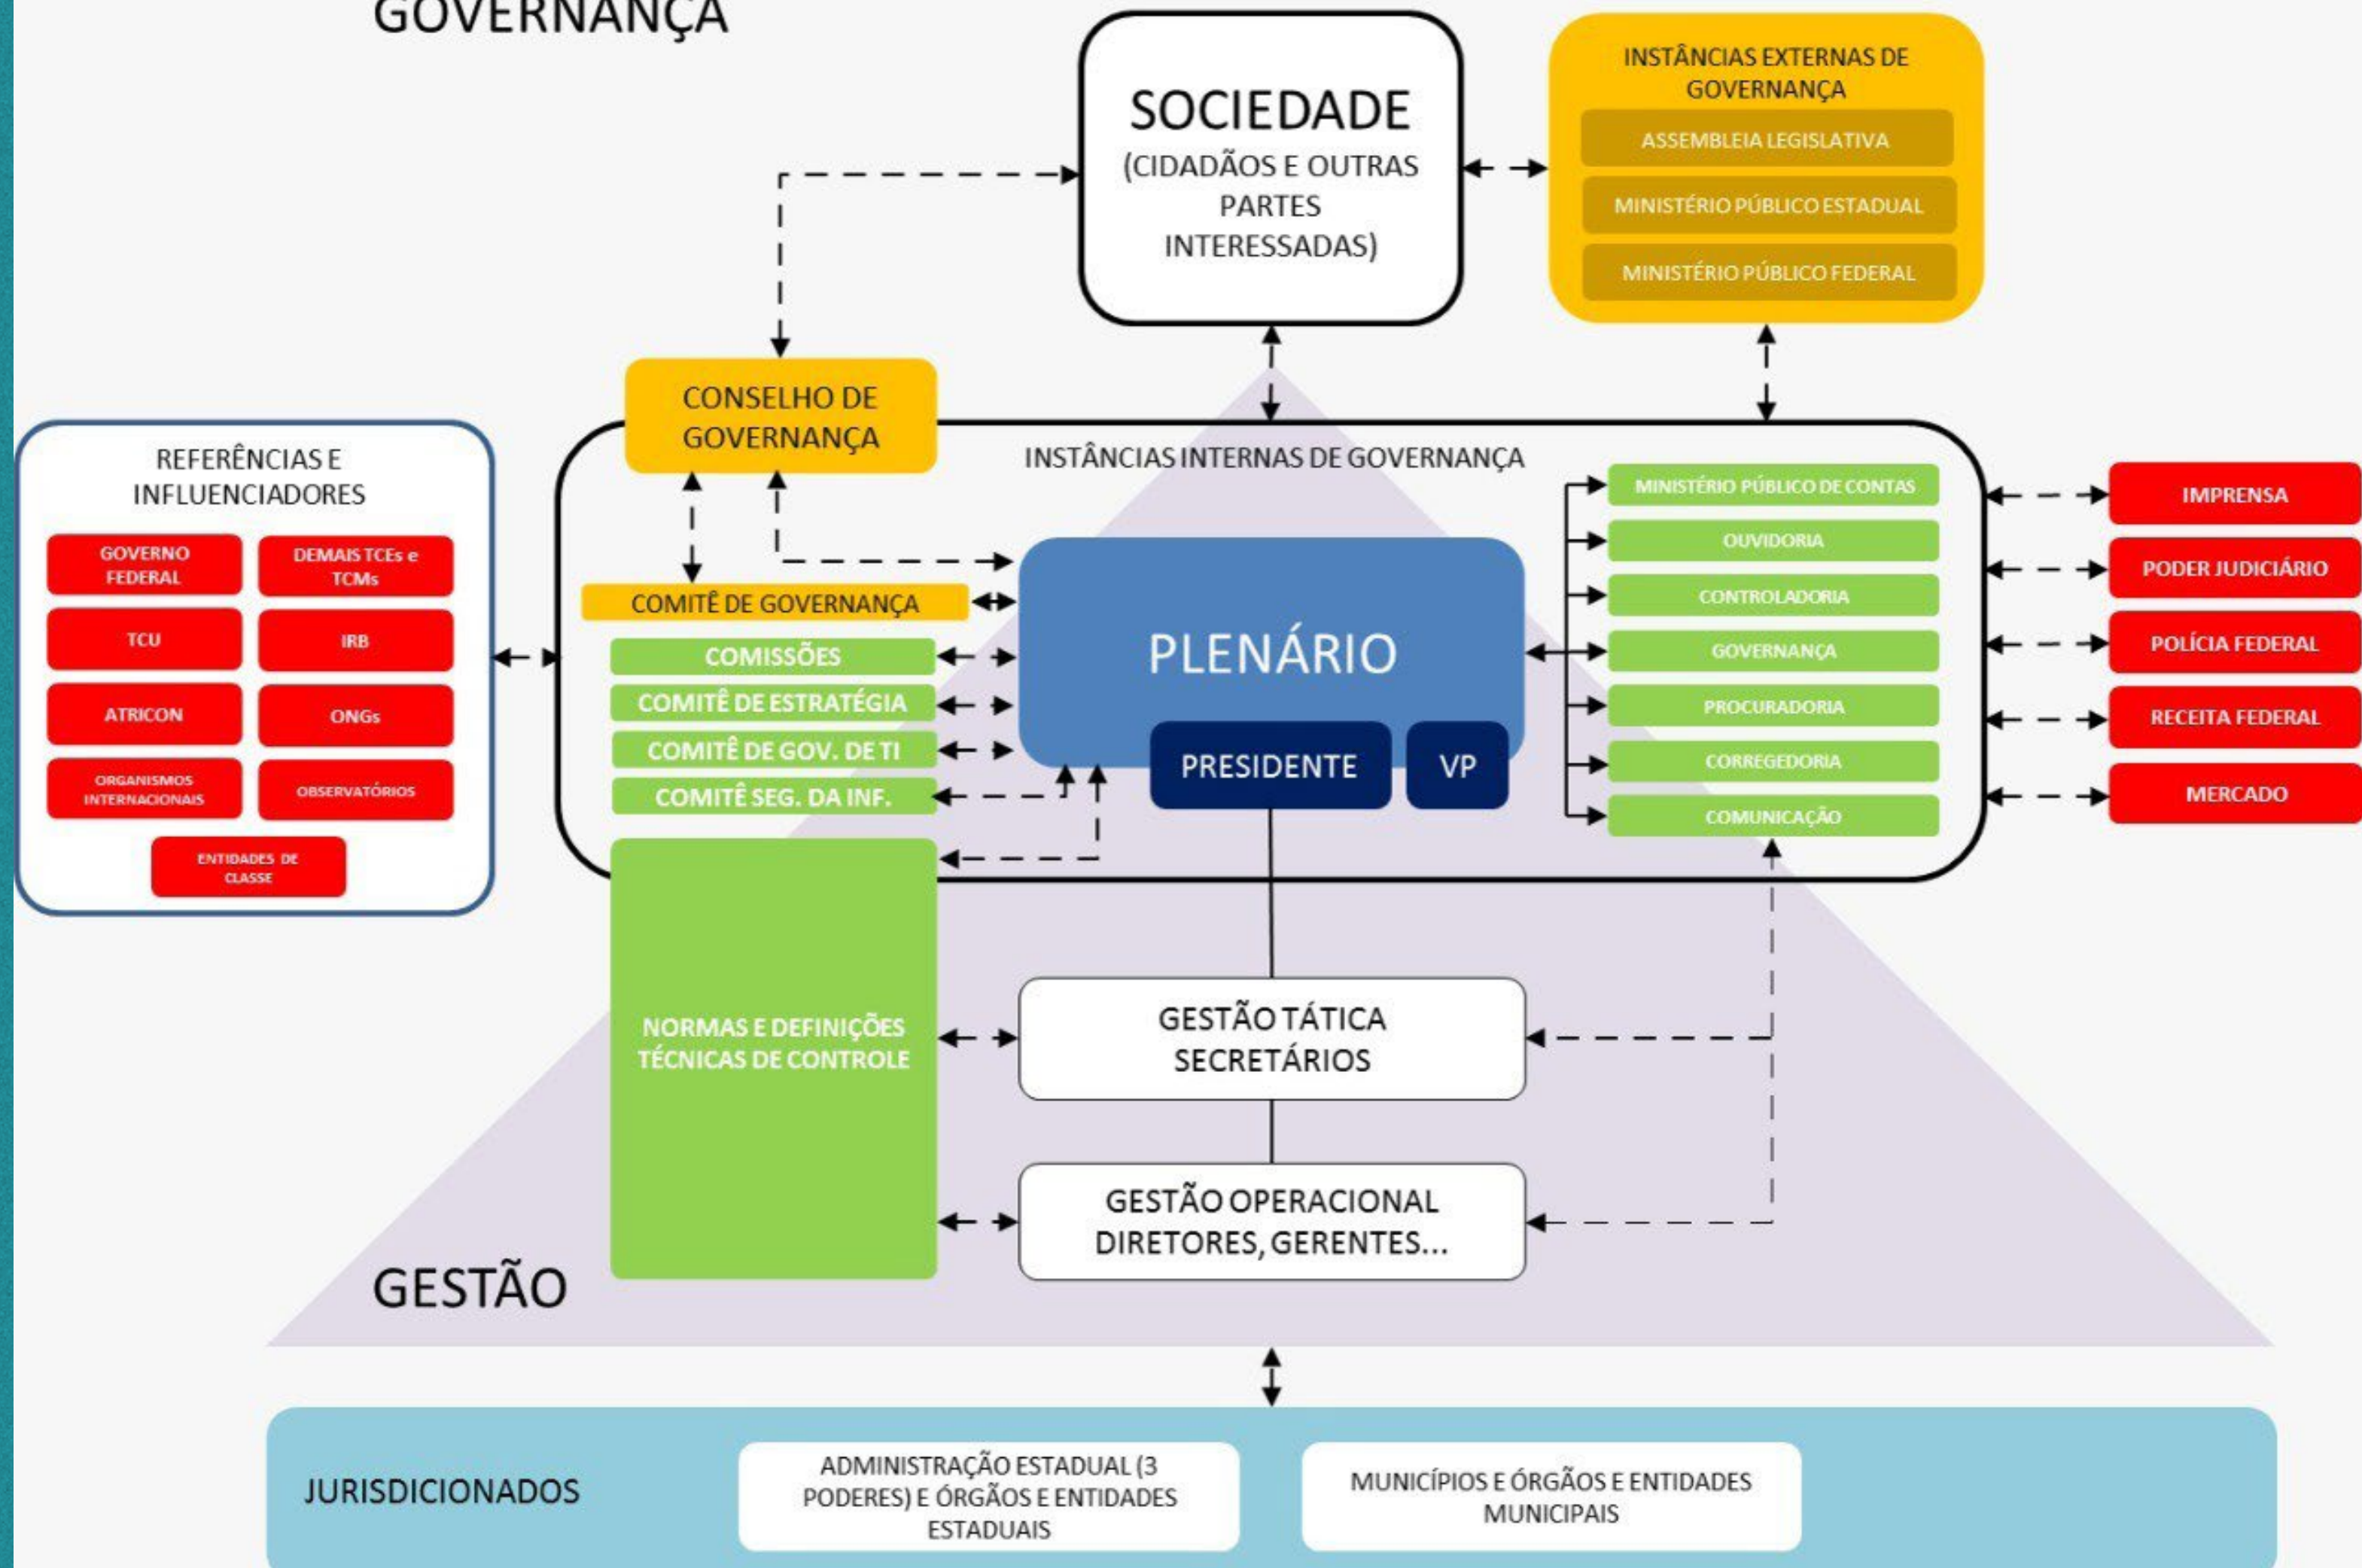 GOVERNANÇA
SOCIEDADE
(CIDADÃOS E OUTRAS
PARTES
INTERESSADAS)
INSTÂNCIAS EXTERNAS DE
GOVERNANÇA
ASSEMBLEIA LEGISLATIVA
MINISTÉRIO PÚBLICO ESTADUAL
MINISTÉRIO PÚBLICO FEDERAL
REFERÊNCIAS E
INFLUENCIADORES
GOVERNO
FEDERAL
DEMAIS TCEs e
TCMs
TCU
IRB
ATRICON
ONGs
ORGANISMOS
INTERNACIONAIS
OBSERVATÓRIOS
ENTIDADES DE
CLASSE
CONSELHO DE
GOVERNANÇA
INSTÂNCIAS INTERNAS DE GOVERNANÇA
COMITÊ DE GOVERNANÇA
COMISSÕES
COMITÊ DE ESTRATÉGIA
COMITÊ DE GOV. DE TI
COMITÊ SEG. DA INF.
NORMAS E DEFINIÇÕES
TÉCNICAS DE CONTROLE
PLENÁRIO
PRESIDENTE
VP
MINISTÉRIO PÚBLICO DE CONTAS
OUVIDORIA
CONTROLADORIA
GOVERNANÇA
PROCURADORIA
CORREGEDORIA
COMUNICAÇÃO
IMPRENSA
PODER JUDICIÁRIO
POLÍCIA FEDERAL
RECEITA FEDERAL
MERCADO
GESTÃO TÁTICA
SECRETÁRIOS
GESTÃO OPERACIONAL
DIRETORES, GERENTES...
GESTÃO
JURISDICIONADOS
ADMINISTRAÇÃO ESTADUAL (3
PODERES) E ÓRGÃOS E ENTIDADES
ESTADUAIS
MUNICÍPIOS E ÓRGÃOS E ENTIDADES
MUNICIPAIS